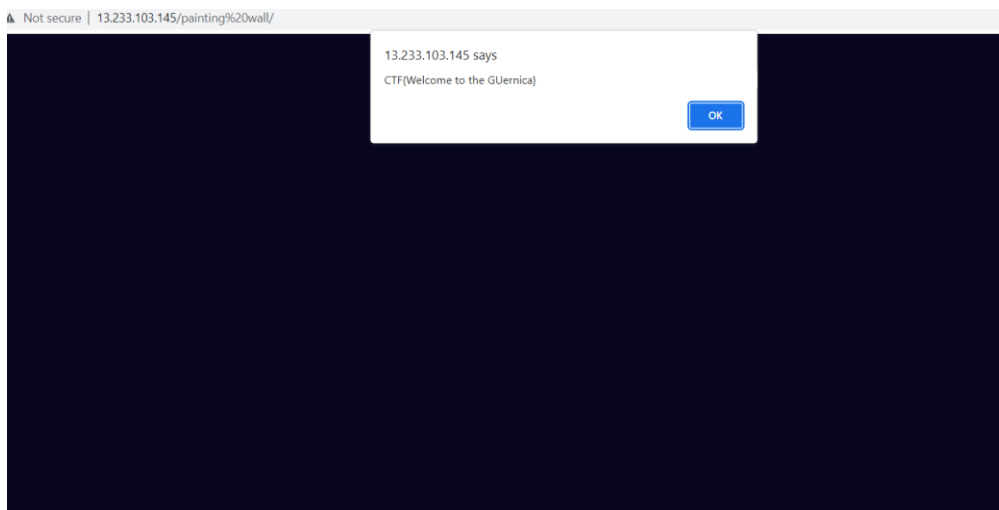 Not secure | 13.233.103.145/painting%20wall/
13.233.103.145 says
CTF{Welcome to the GUernica}
OK